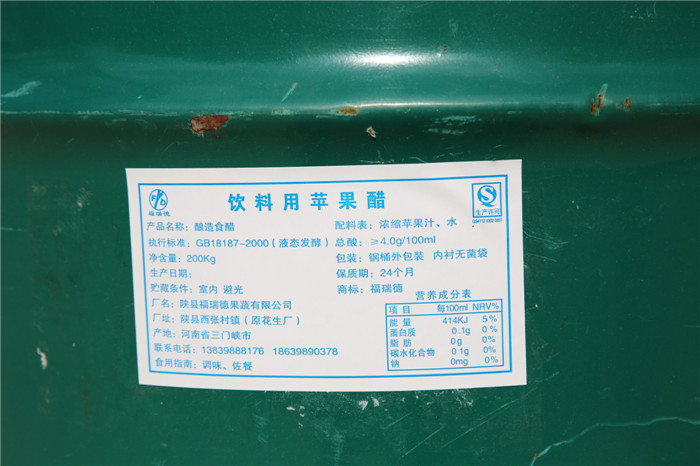 饮料用苹果醋
福瑞德
生产许可
产品名称：酿造食醋
执行标准：GB18187-2000（液态发酵）
净含量：200Kg
生产日期：
贮藏条件：室内 避光
厂名：陕县福瑞德果蔬有限公司
厂址：陕县西张村镇（原花生厂）
产地：河南省三门峡市
联系电话：13839888176 18639890378
食用指南：调味、佐餐
配料表：浓缩苹果汁、水
总酸：≥4.0g/100ml
包装：钢桶外包装 内衬无菌袋
保质期：24个月
商标：福瑞德
营养成分表
项目 每100ml NRV%
能量 414KJ 5%
蛋白质 0.1g 0%
脂肪 0g 0%
碳水化合物 0.1g 0%
钠 0mg 0%